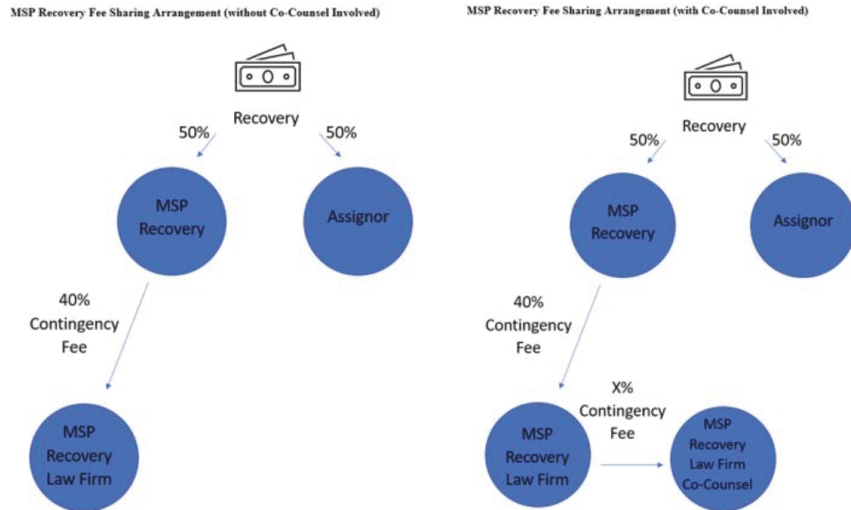 MSP Recovery Fee Sharing Arrangement (without Co-Counsel Involved)
Recovery
50%
50%
MSP
Recovery
Assignor
40%
Contingency
Fee
MSP
Recovery
Law Firm
MSP Recovery Fee Sharing Arrangement (with Co-Counsel Involved)
Recovery
50%
50%
MSP
Recovery
Assignor
40%
Contingency
Fee
X%
Contingency
Fee
MSP
Recovery
Law Firm
MSP
Recovery
Law Firm
Co-Counsel